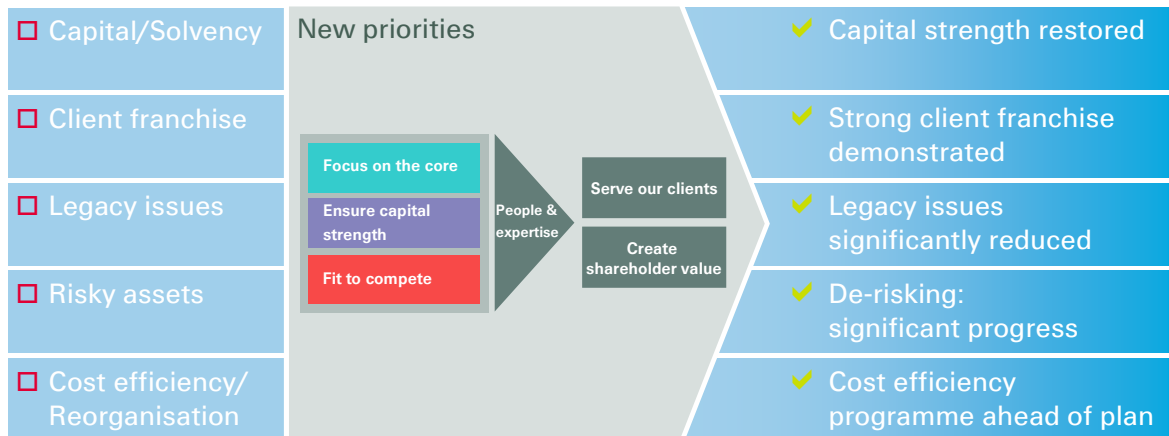 Capital/Solvency
Client franchise
Legacy issues
Risky assets
Cost efficiency/
Reorganisation
New priorities
Focus on the core
Ensure capital
strength
Fit to compete
People &
expertise
Serve our clients
Create
shareholder value
Capital strength restored
Strong client franchise
demonstrated
Legacy issues
significantly reduced
De-risking:
significant progress
Cost efficiency
programme ahead of plan